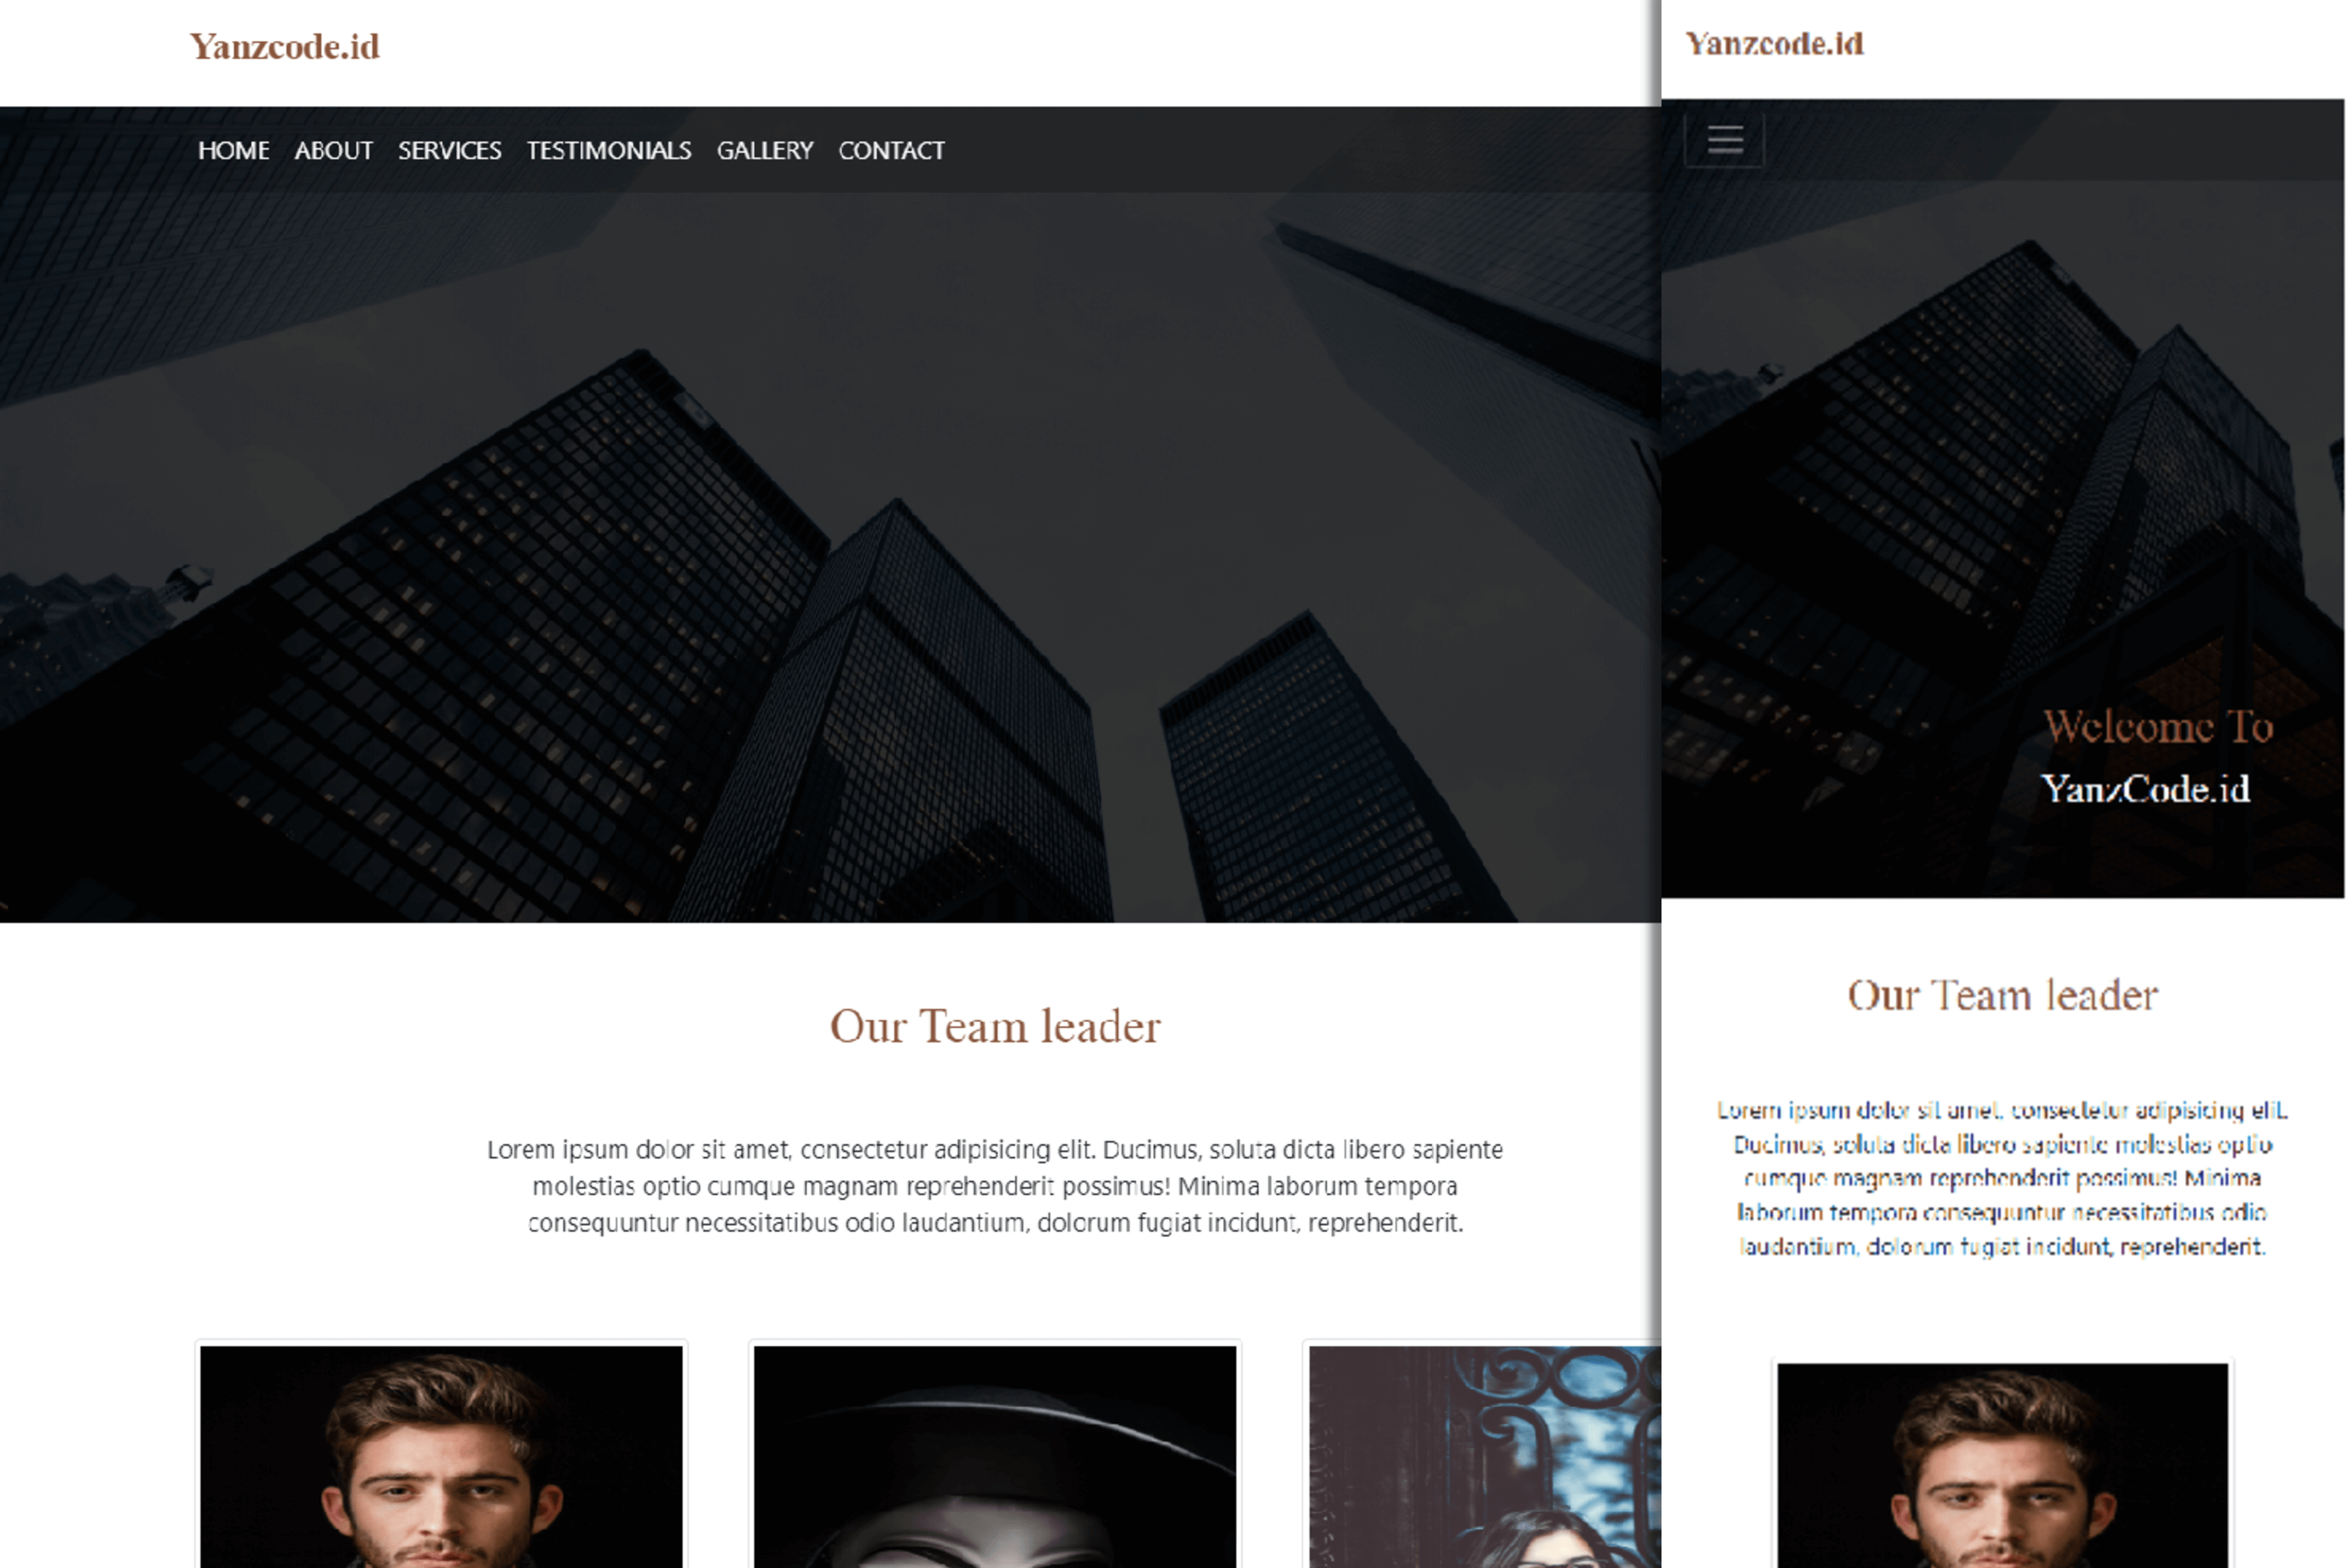 Yanzcode.id
HOME ABOUT SERVICES TESTIMONIALS GALLERY CONTACT
Our Team leader
Lorem ipsum dolor sit amet, consectetur adipisicing elit. Ducimus, soluta dicta libero sapiente
molestias optio cumque magnam reprehenderit possimus! Minima laborum tempora
consequuntur necessitatibus odio laudantium, dolorum fugiat incidunt, reprehenderit.
Yanzcode.id
Welcome To
YanzCode.id
Our Team leader
Lorem ipsum dolor sit amet, consectetur adipisicing elit.
Ducimus, soluta dicta libero sapiente molestias optio
cumque magnam reprehenderit possimus! Minima
laborum tempora consequuntur necessitatibus odio
laudantium, dolorum fugiat incidunt, reprehenderit.